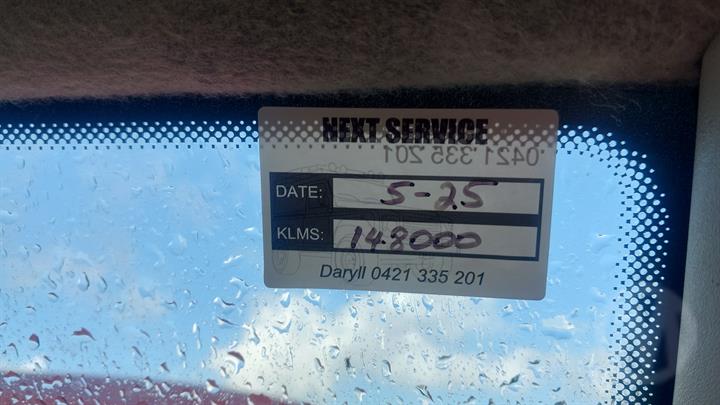 NEXT SERVICE
0421 335 201
DATE: 5-25
KLMS: 148000
Daryll 0421 335 201